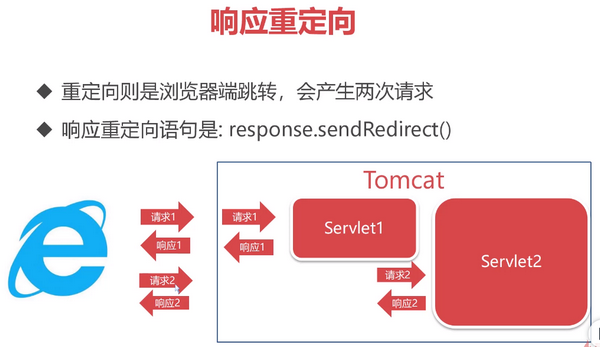 响应重定向
◆ 重定向则是浏览器端跳转，会产生两次请求
◆ 响应重定向语句是: response.sendRedirect()
Tomcat
请求1
请求1
Servlet1
响应1
响应1
Servlet2
请求2
请求2
响应2
响应2